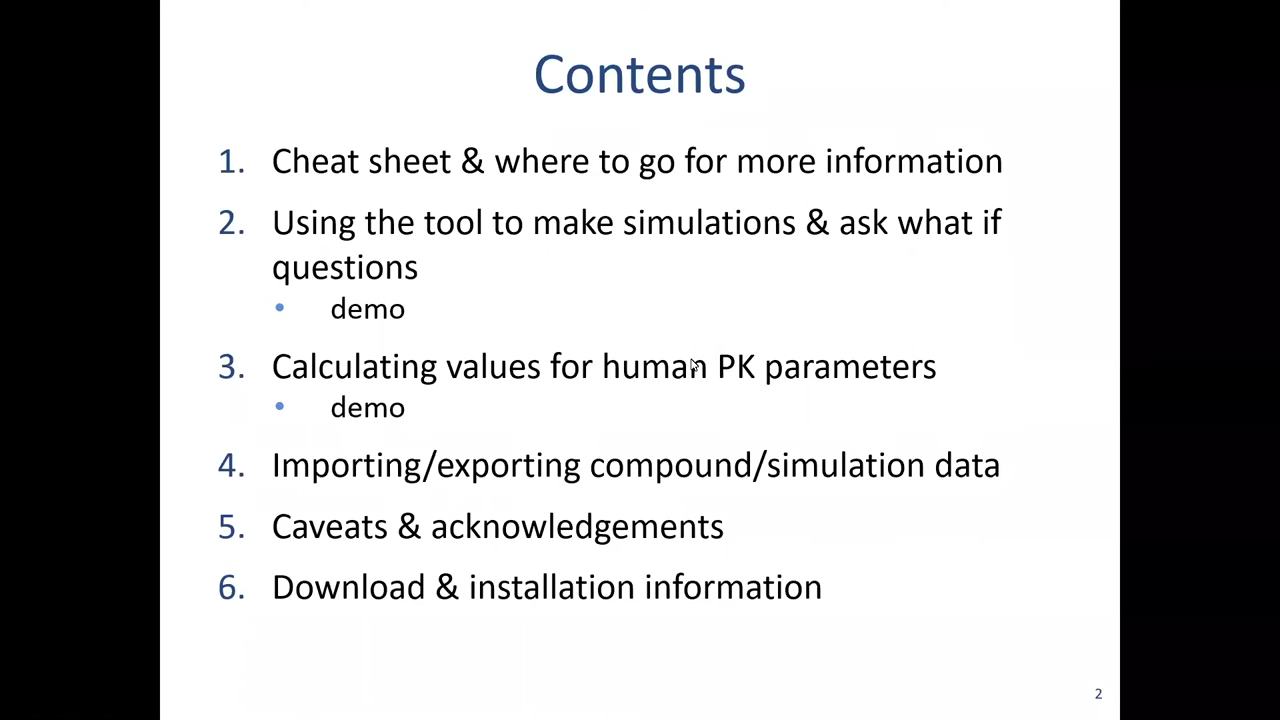 Contents
1. Cheat sheet & where to go for more information
2. Using the tool to make simulations & ask what if
questions
• demo
3. Calculating values for human PK parameters
• demo
4. Importing/exporting compound/simulation data
5. Caveats & acknowledgements
6. Download & installation information
2